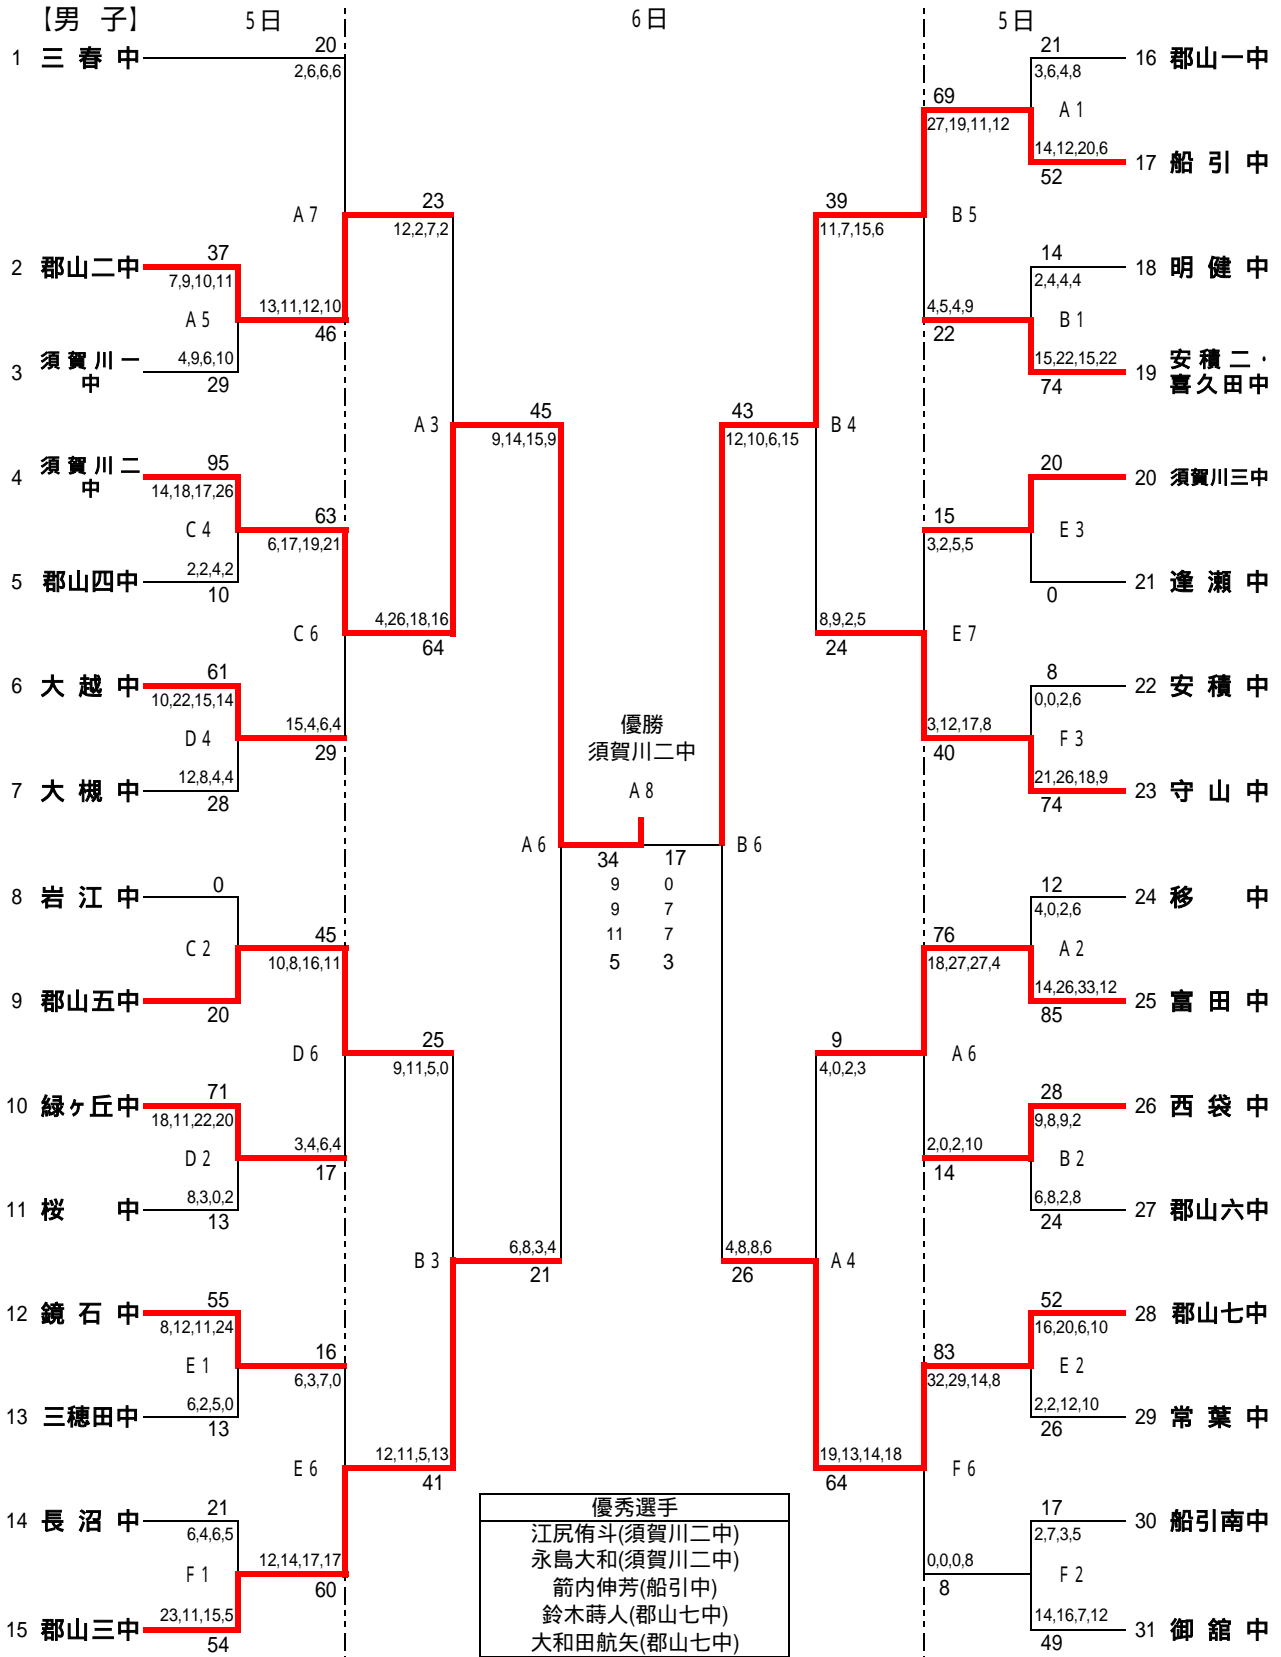 【男 子】 5日 6日 5日
1 三 春 中 20
2,6,6,6
21 16 郡山一中
3,6,4,8
A 1
69
27,19,11,12
14,12,20,6 17 船 引 中
52
A 7 23
12,2,7,2
39 B 5
11,7,15,6
2 郡山二中 37
7,9,10,11
A 5 13,11,12,10
46
3 須 賀 川 一
中
4,9,6,10
29
14 18 明 健 中
2,4,4,4
4,5,4,9 B 1
22
15,22,15,22 19 安 積 二 ・
喜 久 田 中
74
A 3 45
9,14,15,9
43 B 4
12,10,6,15
4 須 賀 川 二
中
95
14,18,17,26
C 4 63
6,17,19,21
5 郡山四中 2,2,4,2
10
20 20 須賀川三中
15 E 3
3,2,5,5
21 逢 瀬 中
0
C 6 4,26,18,16
64
8,9,2,5 E 7
24
6 大 越 中 61
10,22,15,14
D 4 15,4,6,4
29
7 大 槻 中 12,8,4,4
28
8 22 安 積 中
0,0,2,6
3,12,17,8 F 3
40
21,26,18,9 23 守 山 中
74
優勝
須賀川二中
A 8
A 6 B 6
34 17
9 0
9 7
11 7
5 3
8 岩 江 中 0
C 2 45
10,8,16,11
9 郡山五中
20
12 24 移 中
4,0,2,6
76 A 2
18,27,27,4
14,26,33,12 25 富 田 中
85
D 6 25
9,11,5,0
9 A 6
4,0,2,3
10 緑ヶ丘中 71
18,11,22,20
D 2 3,4,6,4
17
11 桜 中 8,3,0,2
13
28 26 西 袋 中
9,8,9,2
2,0,2,10 B 2
14
6,8,2,8 27 郡山六中
24
B 3 6,8,3,4
21
4,8,8,6 A 4
26
12 鏡 石 中 55
8,12,11,24
E 1 16
6,3,7,0
13 三穂田中 6,2,5,0
13
52 28 郡山七中
16,20,6,10
83 E 2
32,29,14,8
2,2,12,10 29 常 葉 中
26
E 6 12,11,5,13
41
19,13,14,18 F 6
64
14 長 沼 中 21
6,4,6,5
F 1 12,14,17,17
60
15 郡山三中 23,11,15,5
54
17 30 船引南中
2,7,3,5
0,0,0,8 F 2
8
14,16,7,12 31 御 舘 中
49
優秀選手
江尻侑斗(須賀川二中)
永島大和(須賀川二中)
箭内伸芳(船引中)
鈴木蒔人(郡山七中)
大和田航矢(郡山七中)